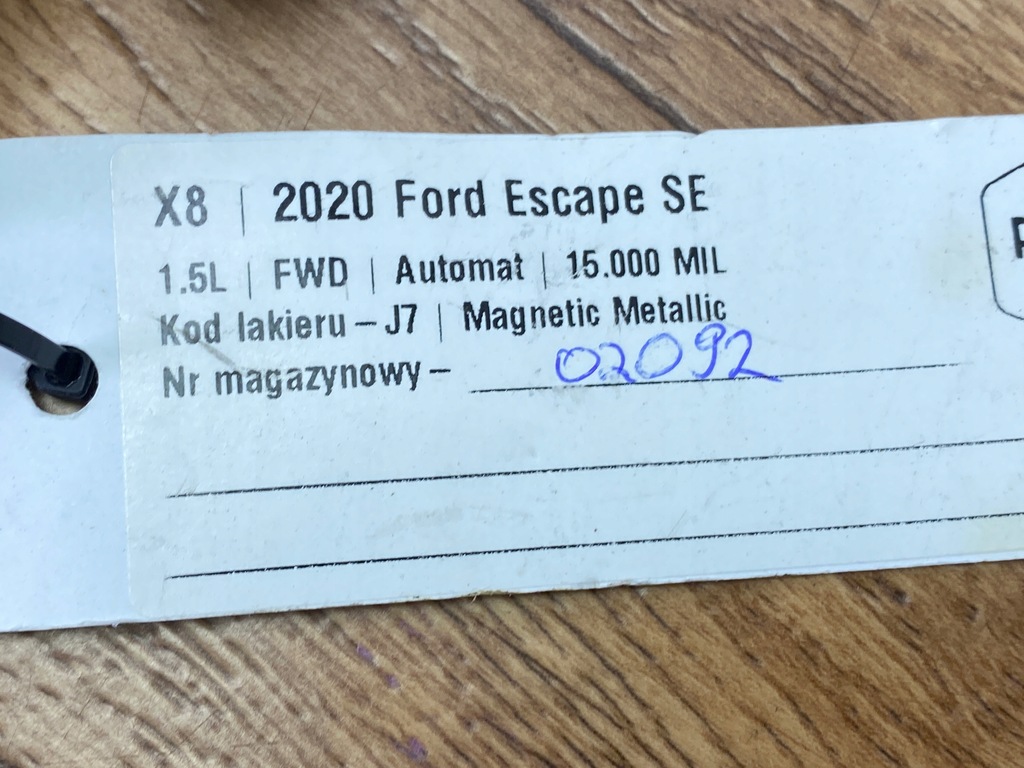 X8 | 2020 Ford Escape SE
1.5L | FWD | Automat | 15.000 MIL
Kod lakieru – J7 | Magnetic Metallic
Nr magazynowy – 02092